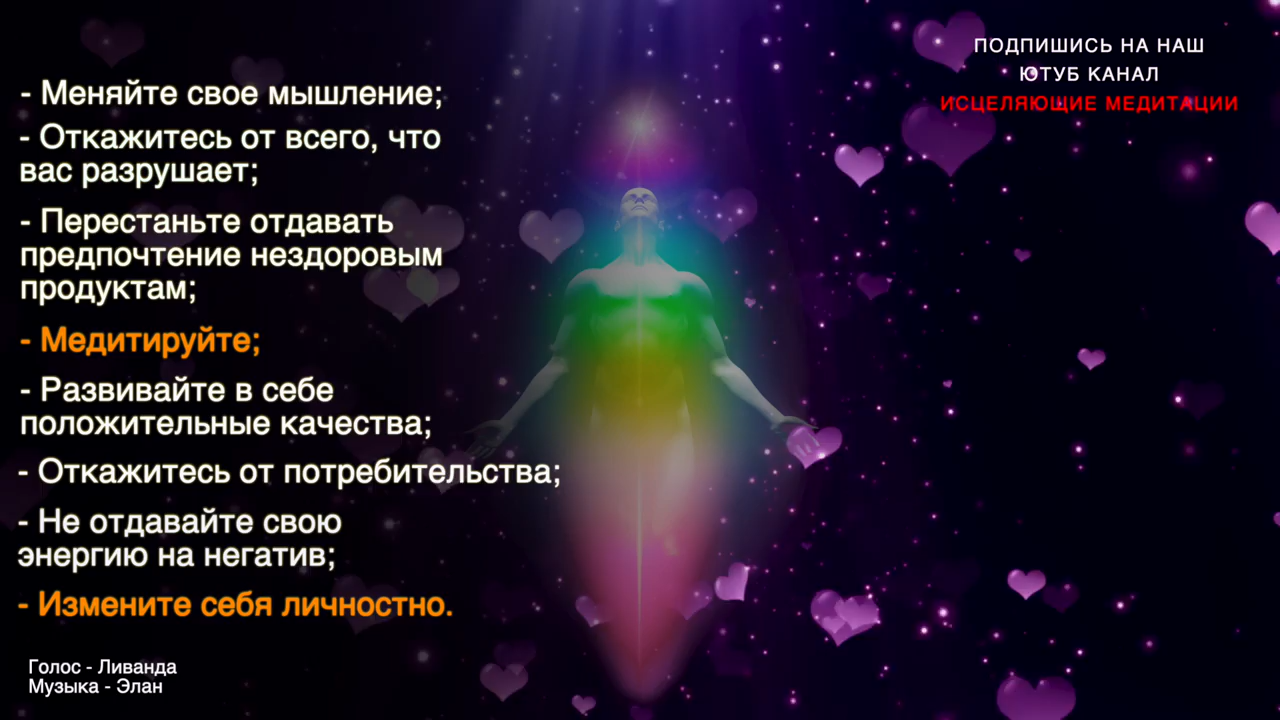 - Меняйте свое мышление;
- Откажитесь от всего, что
вас разрушает;
- Перестаньте отдавать
предпочтение нездоровым
продуктам;
- Медитируйте;
- Развивайте в себе
положительные качества;
- Откажитесь от потребительства;
- Не отдавайте свою
энергию на негатив;
- Измените себя личностно.
Голос - Ливанда
Музыка - Элан
ПОДПИШИСЬ НА НАШ
ЮТУБ КАНАЛ
ИСЦЕЛЯЮЩИЕ МЕДИТАЦИИ